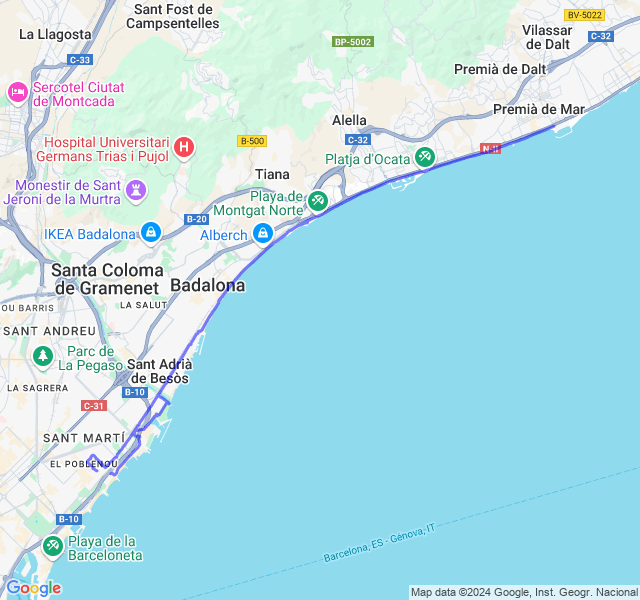 Sant Fost de
Campsentelles
La Llagosta
C-33
BP-5002
BV-5022
Vilassar
de Dalt
C-32
Premià de Dalt
Premià de Mar
Sercotel Ciutat
de Montcada
Alella
C-32
N-II
Hospital Universitari
Germans Trias i Pujol
B-500
Platja d'Ocata
Tiana
Monestir de Sant
Jeroni de la Murtra
Playa de
Montgat Norte
B-20
IKEA Badalona
Alberch
Santa Coloma
de Gramenet
Badalona
OU BARRIS
LA SALUT
SANT ANDREU
Parc de
La Pegaso
Sant Adrià
de Besòs
LA SAGRERA
B-10
C-31
SANT MARTÍ
EL POBLENOU
B-10
Playa de la
Barceloneta
Barcelona, ES - Génova, IT
Google
Map data ©2024 Google, Inst. Geogr. Nacional